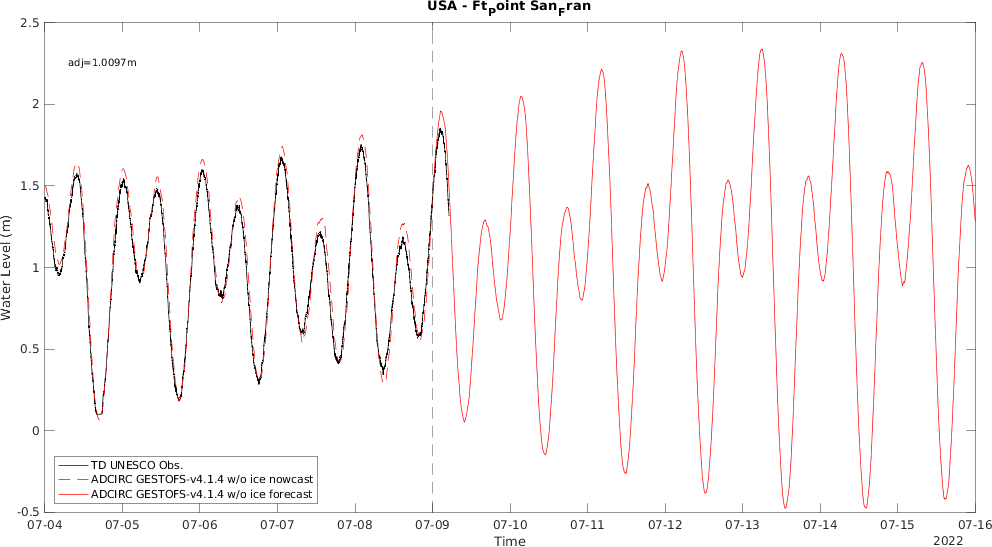 USA - FtPoint SanFran
adj=1.0097m
2.5
2
1.5
1
0.5
0
-0.5
Water Level (m)
TD UNESCO Obs.
ADCIRC GESTOFS-v4.1.4 w/o ice nowcast
ADCIRC GESTOFS-v4.1.4 w/o ice forecast
07-04 07-05 07-06 07-07 07-08 07-09 07-10 07-11 07-12 07-13 07-14 07-15 07-16
Time
2022